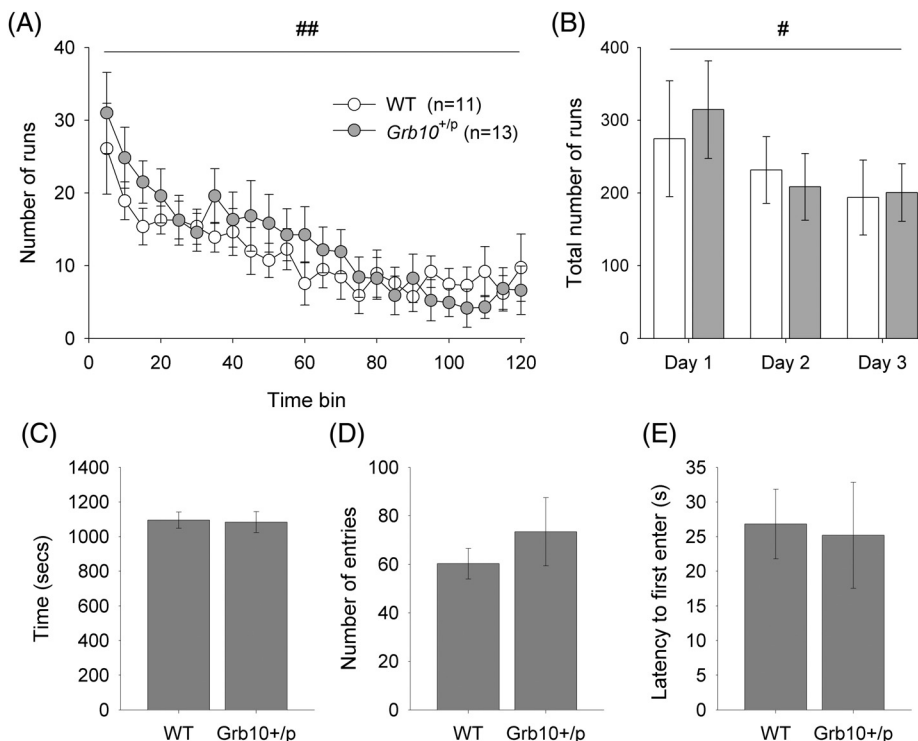 (A)
##
Number of runs
40
30
20
10
0
WT (n=11)
Grb10+/p (n=13)
0 20 40 60 80 100 120
Time bin
(B)
#
Total number of runs
400
300
200
100
0
Day 1 Day 2 Day 3
(C)
Time (secs)
1400
1200
1000
800
600
400
200
0
WT Grb10+/p
(D)
Number of entries
100
80
60
40
20
0
WT Grb10+/p
(E)
Latency to first enter (s)
35
30
25
20
15
10
5
0
WT Grb10+/p